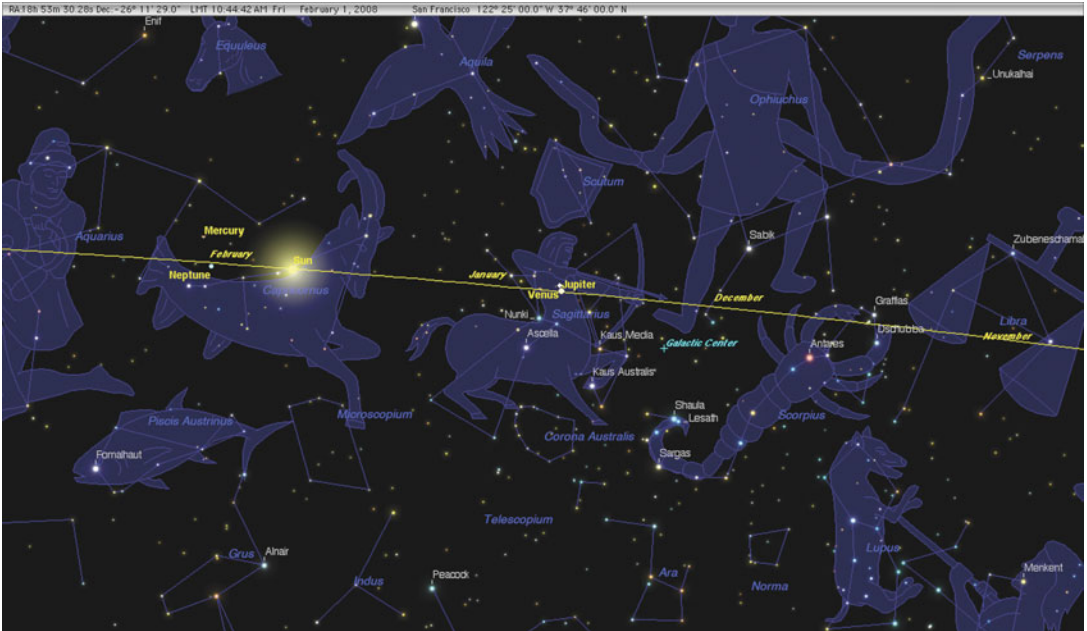 RA:18h 53m 30.28s Dec:-26° 11' 29.0" LMT 10:44:42 AM Fri February 1, 2008 San Francisco 122° 25' 00.0" W 37° 46' 00.0" N
Enif
Equuleus
Aquila
Serpens
Unukalhai
Ophiuchus
Scutum
Aquarius
Mercury
February
Sun
Neptune
Capricornus
Sabik
Zubeneschamal
January
Jupiter
Venus
December
Graffias
Nunki
Sagittarius
Libra
Dschubba
November
Ascella
Kaus Media
Galactic Center
Antares
Kaus Australis
Piscis Austrinus
Microscopium
Shaula
Lesath
Scorpius
Corona Australis
Fomalhaut
Sargas
Telescopium
Grus
Alnair
Indus
Peacock
Ara
Norma
Lupus
Menkent